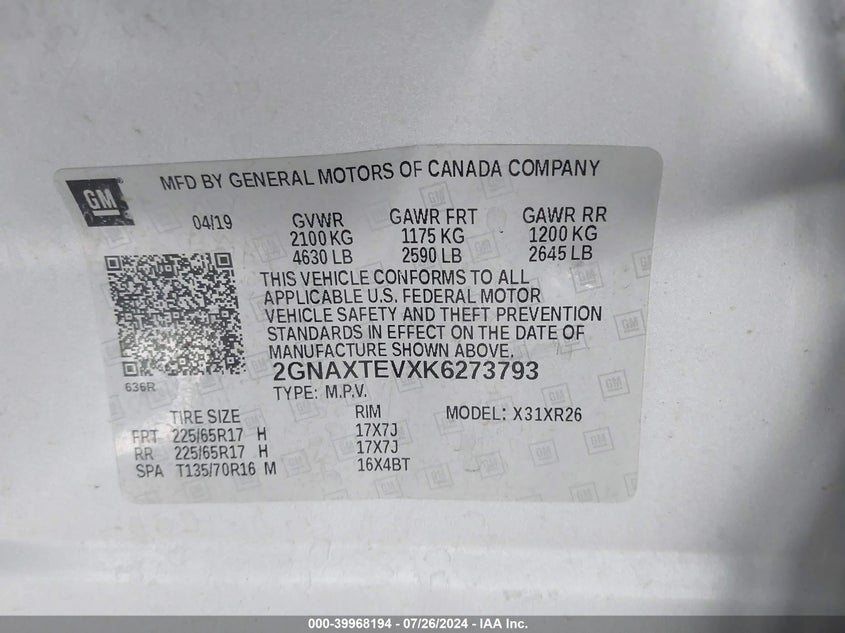 GM
MFD BY GENERAL MOTORS OF CANADA COMPANY
04/19 GVWR GAWR FRT GAWR RR
2100 KG 1175 KG 1200 KG
4630 LB 2590 LB 2645 LB
THIS VEHICLE CONFORMS TO ALL
APPLICABLE U.S. FEDERAL MOTOR
VEHICLE SAFETY AND THEFT PREVENTION
STANDARDS IN EFFECT ON THE DATE OF
MANUFACTURE SHOWN ABOVE.
636R
2GNAXTEVXK6273793
TYPE: M.P.V.
TIRE SIZE RIM MODEL: X31XR26
FRT 225/65R17 H 17X7J
RR 225/65R17 H 17X7J
SPA T135/70R16 M 16X4BT
000-39968194 - 07/26/2024 - IAA Inc.